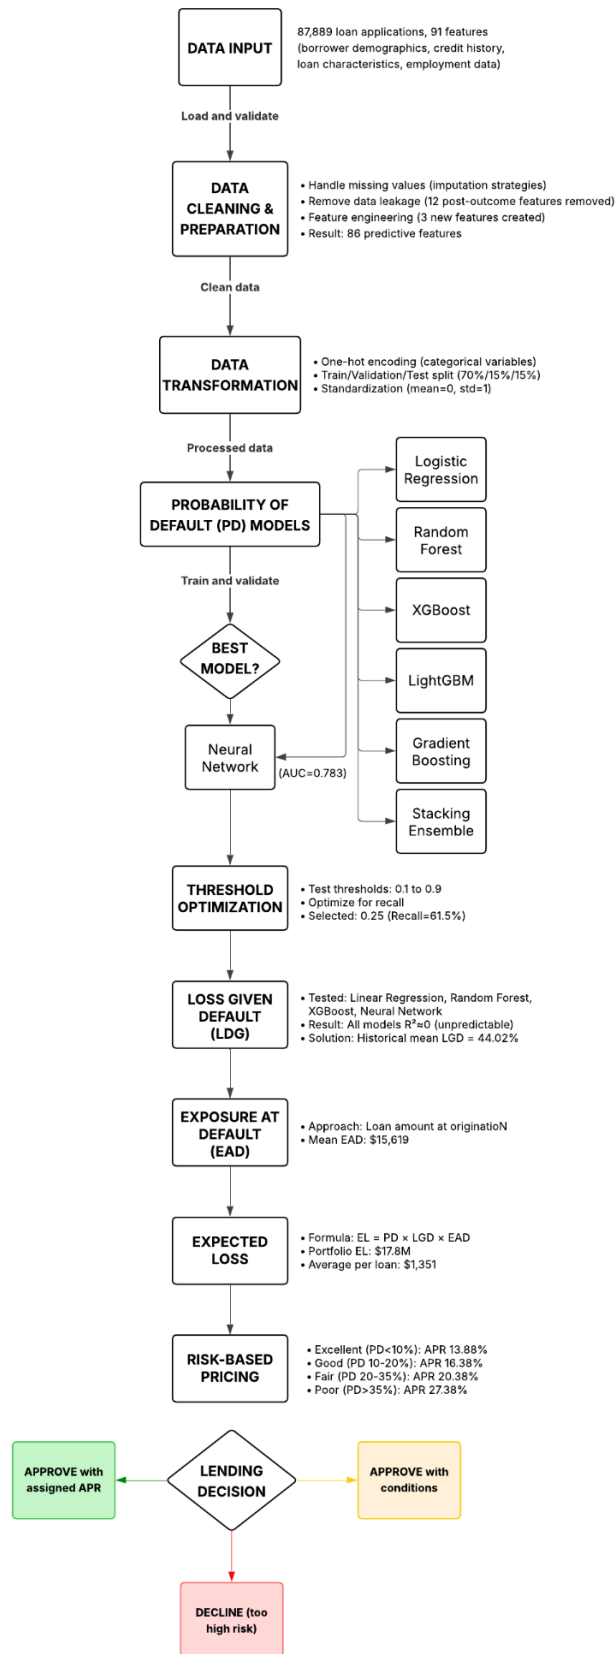 DATA INPUT
87,889 loan applications, 91 features
(borrower demographics, credit history,
loan characteristics, employment data)
Load and validate
DATA
CLEANING &
PREPARATION
• Handle missing values (imputation strategies)
• Remove data leakage (12 post-outcome features removed)
• Feature engineering (3 new features created)
• Result: 86 predictive features
Clean data
DATA
TRANSFORMATION
• One-hot encoding (categorical variables)
• Train/Validation/Test split (70%/15%/15%)
• Standardization (mean=0, std=1)
Processed data
PROBABILITY OF
DEFAULT (PD) MODELS
Logistic
Regression
Random
Forest
XGBoost
LightGBM
Gradient
Boosting
Stacking
Ensemble
Train and validate
BEST
MODEL?
Neural
Network
(AUC=0.783)
THRESHOLD
OPTIMIZATION
• Test thresholds: 0.1 to 0.9
• Optimize for recall
• Selected: 0.25 (Recall=61.5%)
LOSS GIVEN
DEFAULT
(LDG)
• Tested: Linear Regression, Random Forest,
XGBoost, Neural Network
• Result: All models R²≈0 (unpredictable)
• Solution: Historical mean LGD = 44.02%
EXPOSURE AT
DEFAULT
(EAD)
• Approach: Loan amount at originatioN
• Mean EAD: $15,619
EXPECTED
LOSS
• Formula: EL = PD × LGD × EAD
• Portfolio EL: $17.8M
• Average per loan: $1,351
RISK-BASED
PRICING
• Excellent (PD<10%): APR 13.88%
• Good (PD 10-20%): APR 16.38%
• Fair (PD 20-35%): APR 20.38%
• Poor (PD>35%): APR 27.38%
LENDING
DECISION
APPROVE with
assigned APR
APPROVE with
conditions
DECLINE (too
high risk)